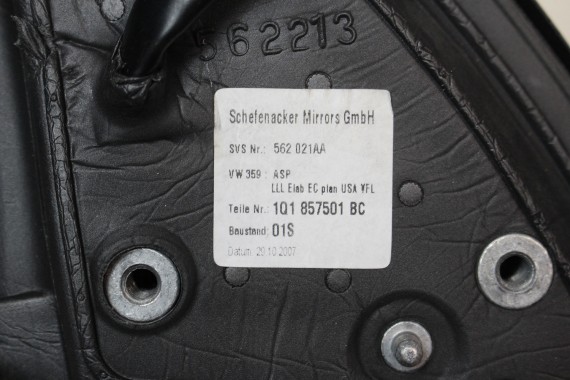 562213
Schefenacker Mirrors GmbH
SVS Nr.: 562 021AA
VW 359 : ASP
LLL Elab EC plan USA YFL
Teile Nr.: 1Q1 857501 BC
Baustand: 01S
Datum: 20.10.2007